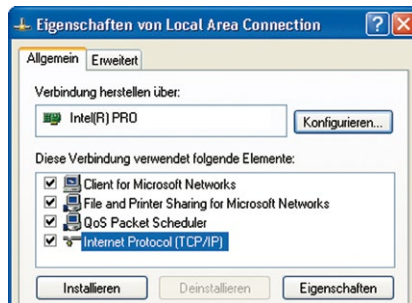 Eigenschaften von Local Area Connection
Allgemein Erweitert
Verbindung herstellen über:
Intel(R) PRO
Konfigurieren...
Diese Verbindung verwendet folgende Elemente:
Client for Microsoft Networks
File and Printer Sharing for Microsoft Networks
QoS Packet Scheduler
Internet Protocol (TCP/IP)
Installieren Deinstallieren Eigenschaften